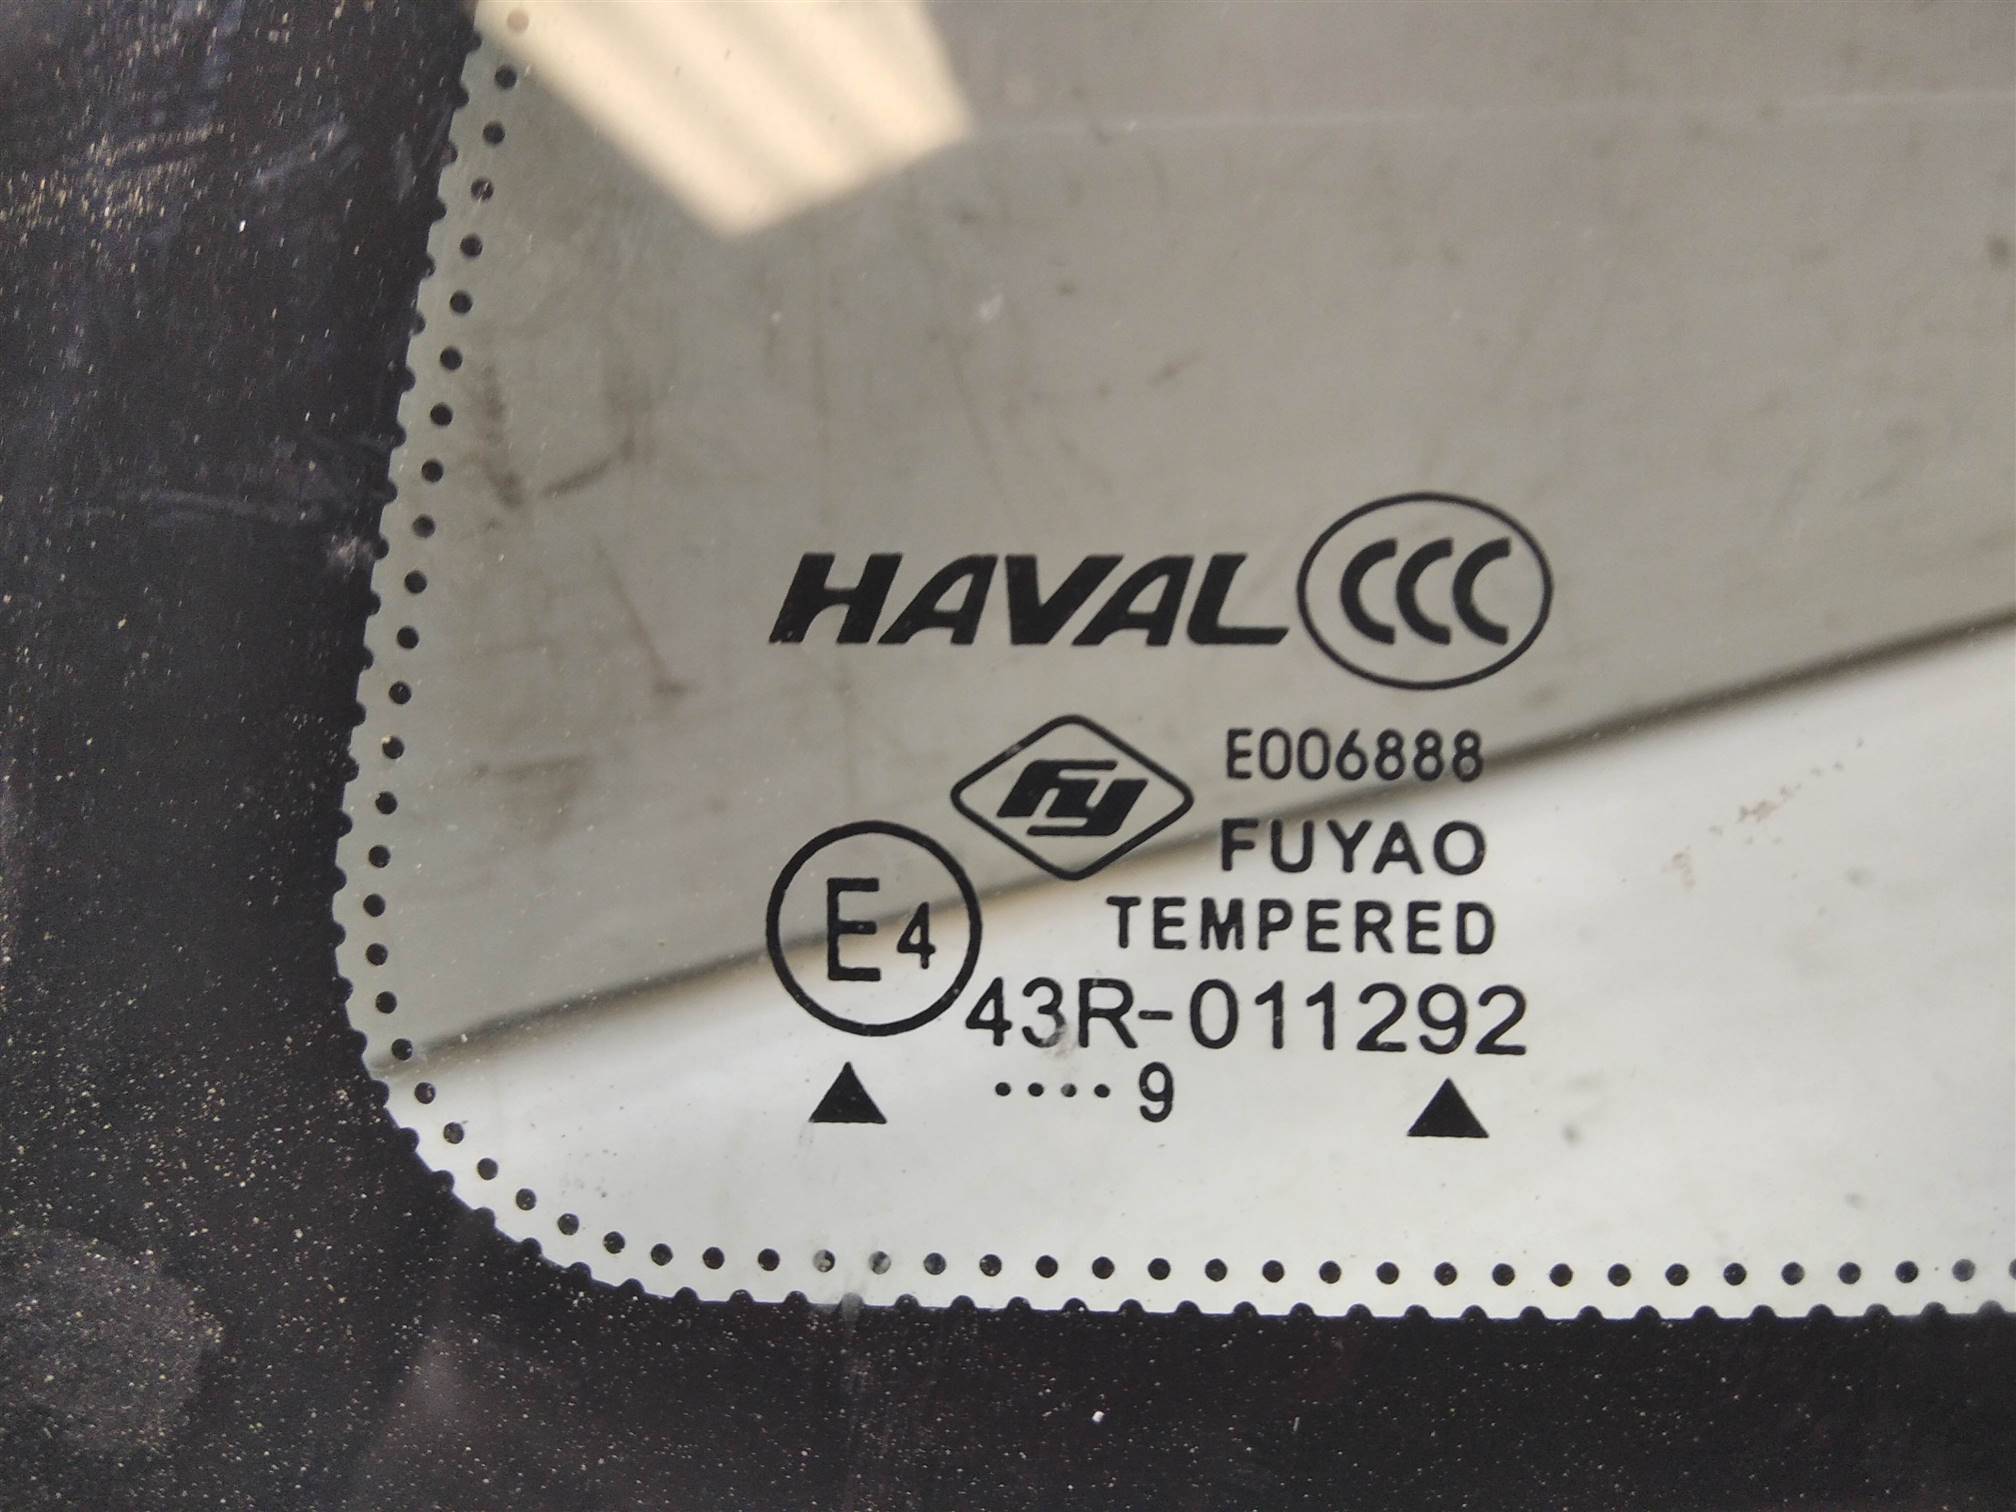 HAVAL CCC
fy E006888
FUYAO
TEMPERED
E4 43R-011292
....9